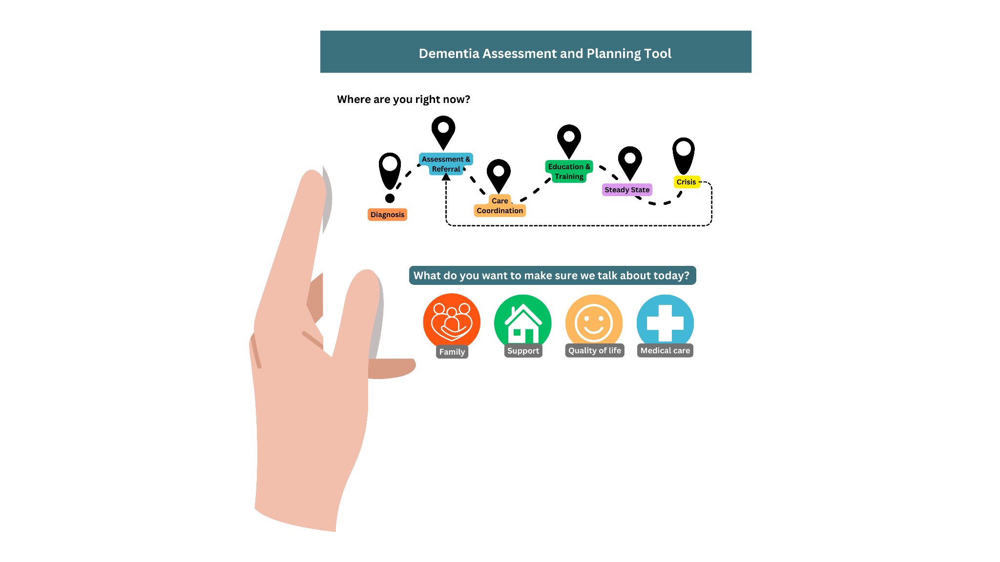 Dementia Assessment and Planning Tool
Where are you right now?
Assessment &
Referral
Education &
Training
Crisis
Steady State
Care
Coordination
Diagnosis
What do you want to make sure we talk about today?
Family
Support
Quality of life
Medical care